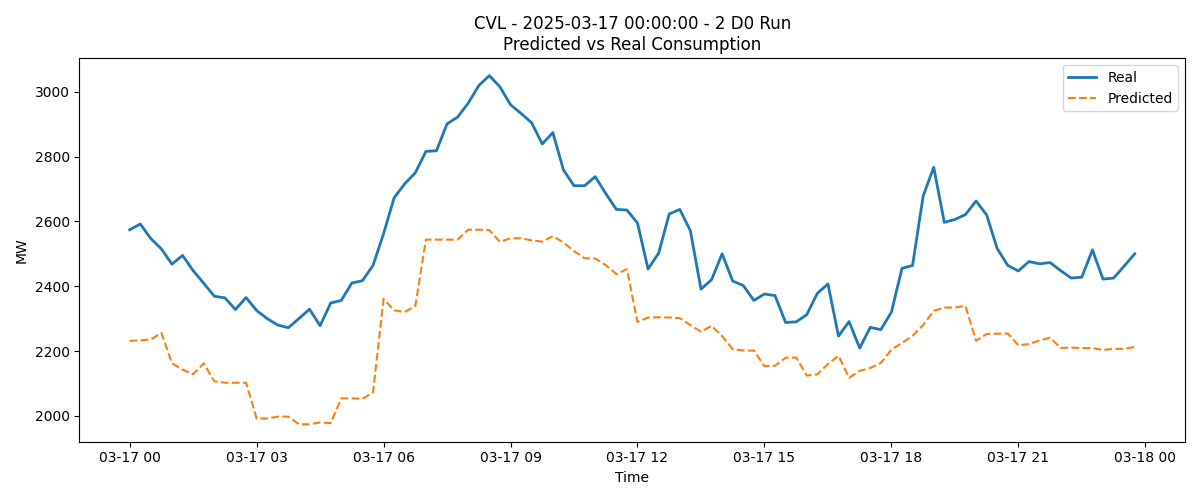 CVL - 2025-03-17 00:00:00 - 2 D0 Run
Predicted vs Real Consumption
Real
Predicted
MW
3000
2800
2600
2400
2200
2000
03-17 00
03-17 03
03-17 06
03-17 09
03-17 12
03-17 15
03-17 18
03-17 21
03-18 00
Time